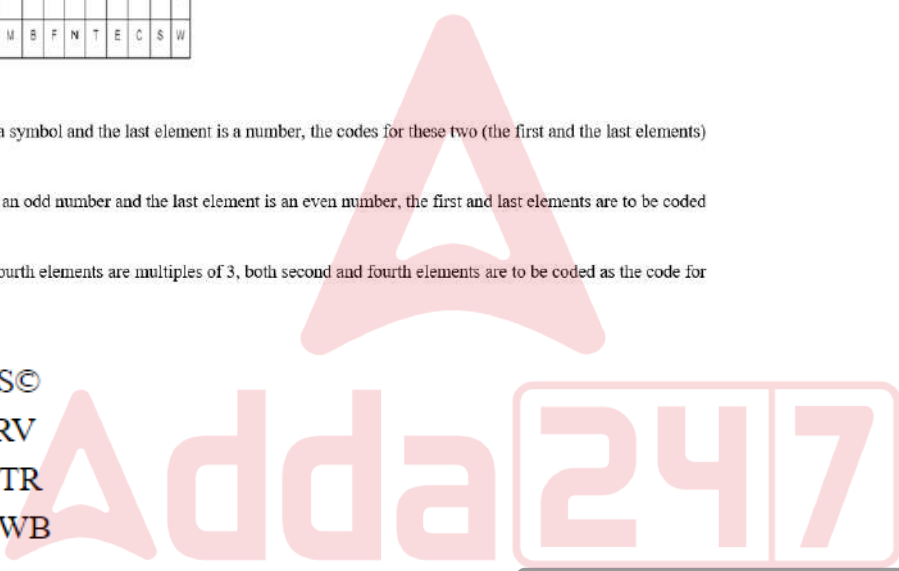 M B F N T E C S W
a symbol and the last element is a number, the codes for these two (the first and the last elements)
an odd number and the last element is an even number, the first and last elements are to be coded
ourth elements are multiples of 3, both second and fourth elements are to be coded as the code for
S©
RV
TR
WB
Adda247